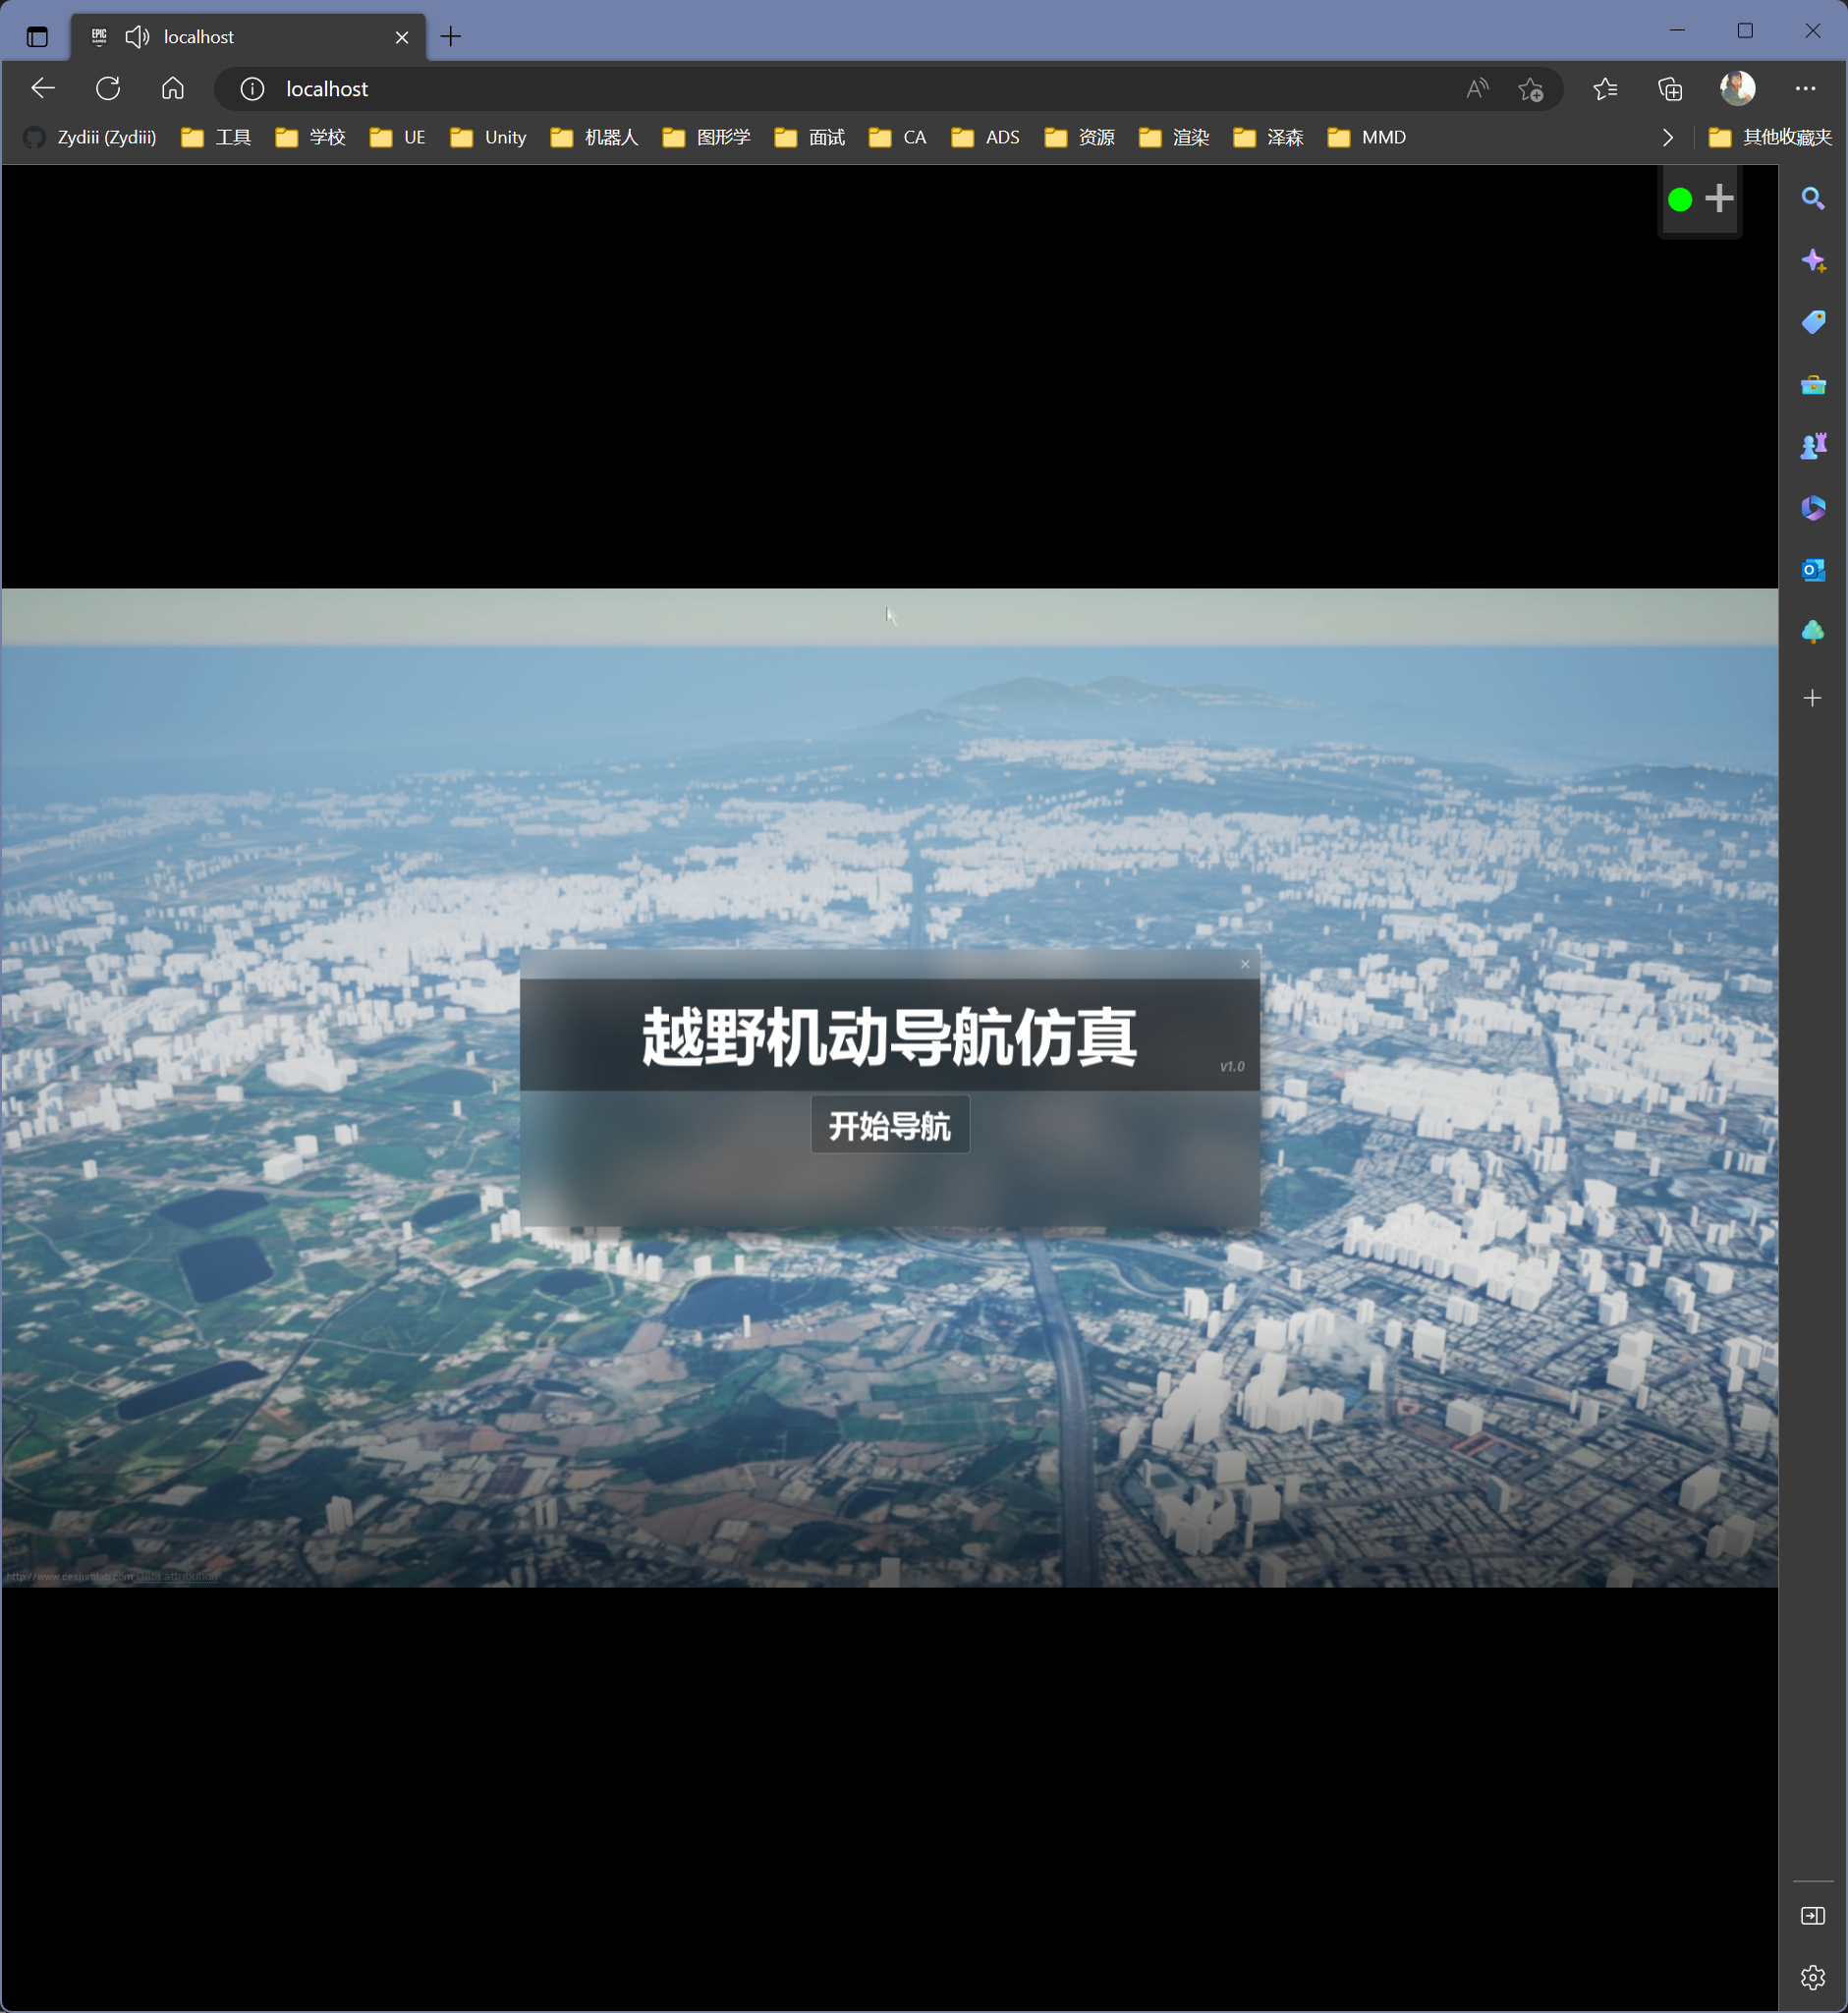 EPIC GAMES
localhost
localhost
Zydiii (Zydiii) 工具 学校 UE Unity 机器人 图形学 面试 CA ADS 资源 渲染 泽森 MMD 其他收藏夹
越野机动导航仿真
v1.0
开始导航
http://www.cesiumlab.com Data attribution